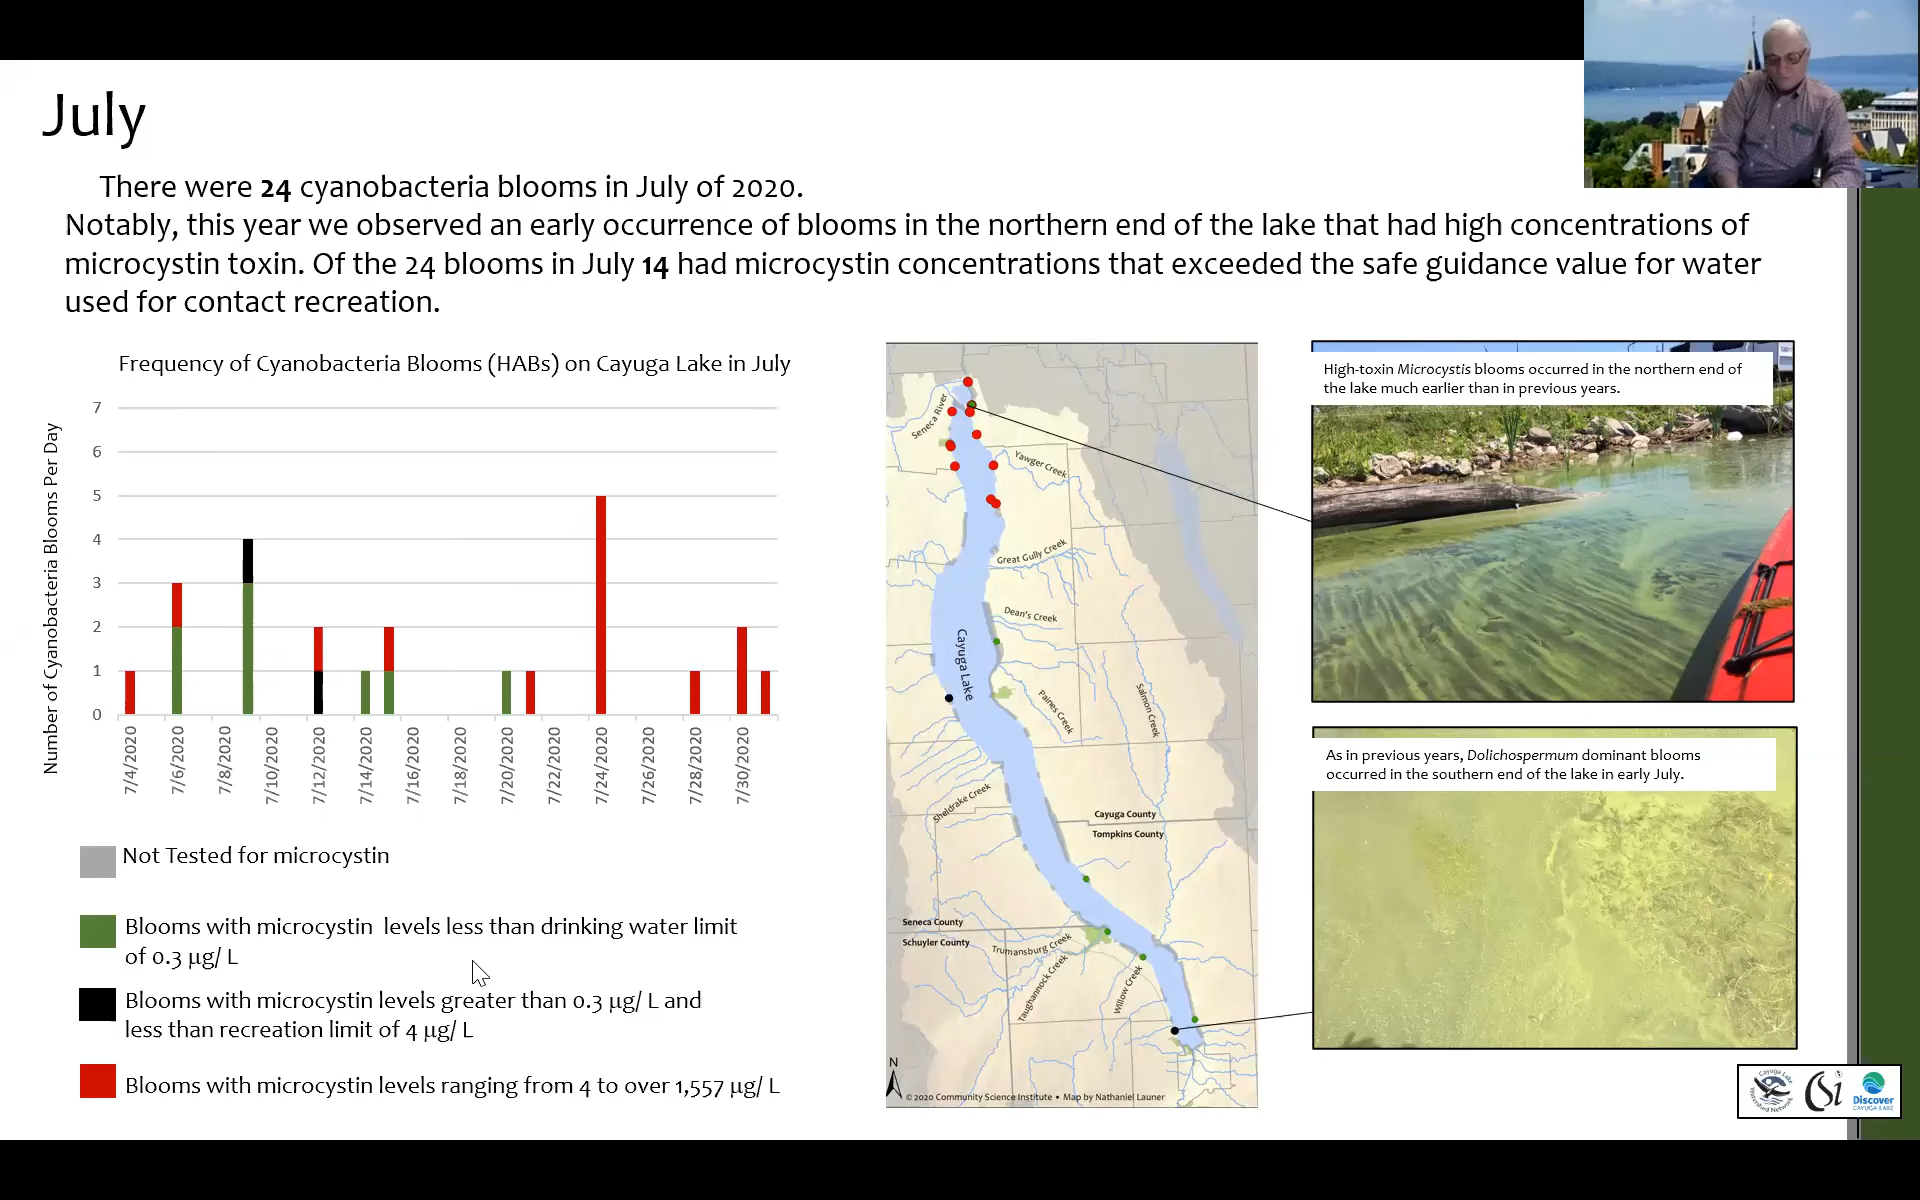 July
There were 24 cyanobacteria blooms in July of 2020.
Notably, this year we observed an early occurrence of blooms in the northern end of the lake that had high concentrations of
microcystin toxin. Of the 24 blooms in July 14 had microcystin concentrations that exceeded the safe guidance value for water
used for contact recreation.
Frequency of Cyanobacteria Blooms (HABs) on Cayuga Lake in July
Number of Cyanobacteria Blooms Per Day
7
6
5
4
3
2
1
0
7/4/2020
7/6/2020
7/8/2020
7/10/2020
7/12/2020
7/14/2020
7/16/2020
7/18/2020
7/20/2020
7/22/2020
7/24/2020
7/26/2020
7/28/2020
7/30/2020
Not Tested for microcystin
Blooms with microcystin levels less than drinking water limit
of 0.3 µg/ L
Blooms with microcystin levels greater than 0.3 µg/ L and
less than recreation limit of 4 µg/ L
Blooms with microcystin levels ranging from 4 to over 1,557 µg/ L
Seneca River
Yawger Creek
Great Gully Creek
Dean's Creek
Cayuga Lake
Paines Creek
Salmon Creek
Sheldrake Creek
Cayuga County
Tompkins County
Seneca County
Schuyler County
Trumansburg Creek
Taughannock Creek
Willow Creek
N
© 2020 Community Science Institute • Map by Nathaniel Launer
High-toxin Microcystis blooms occurred in the northern end of
the lake much earlier than in previous years.
As in previous years, Dolichospermum dominant blooms
occurred in the southern end of the lake in early July.
Cayuga Lake
Watershed Network
CSi
Discover
CAYUGA LAKE